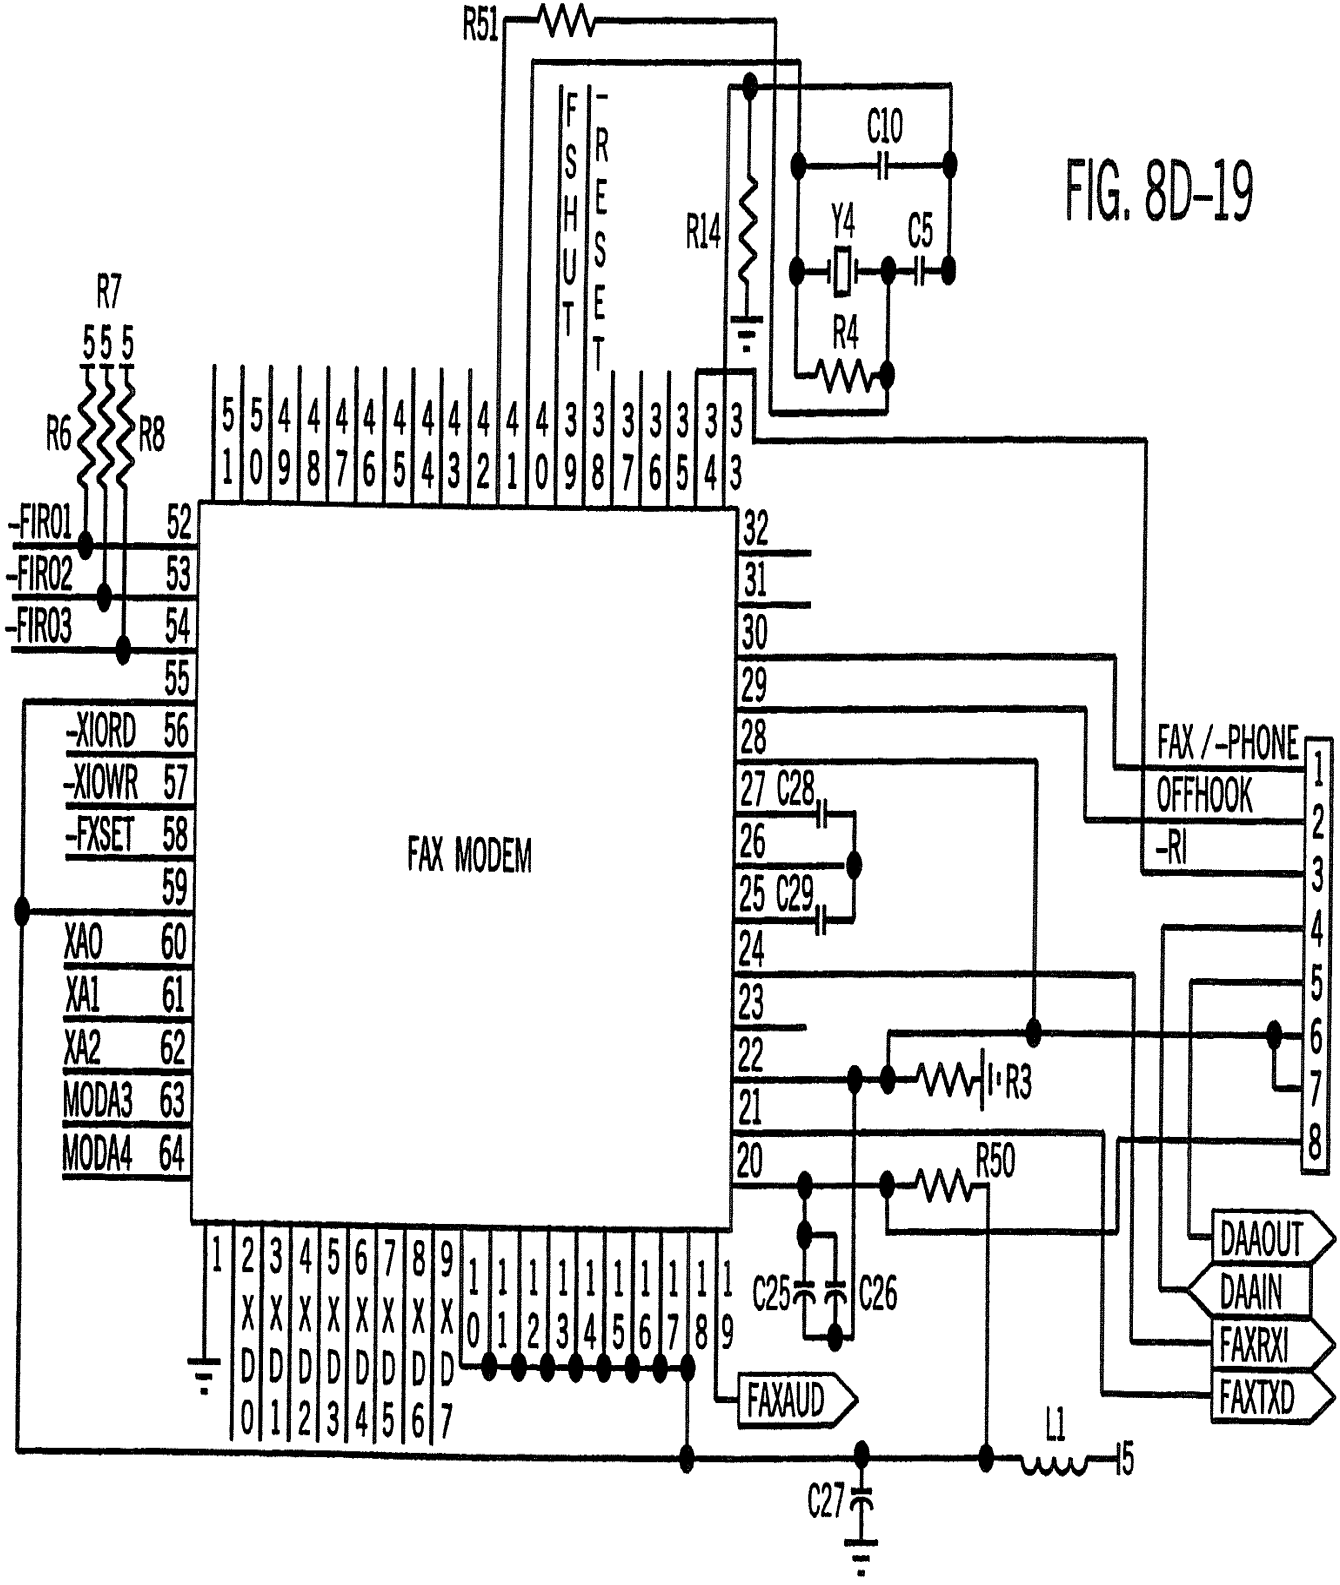 R51
FSHUT
–RESET
C10
FIG. 8D–19
R14
Y4
C5
R7
5 5 5
R4
R6
R8
51 50 49 48 47 46 45 44 43 42 41 40 39 38 37 36 35 34 33
–FIRO1 52
–FIRO2 53
–FIRO3 54
55
–XIORD 56
–XIOWR 57
–FXSET 58
59
XA0 60
XA1 61
XA2 62
MODA3 63
MODA4 64
FAX MODEM
32
31
30
29
28
27 C28
26
25 C29
24
23
22
R3
21
20
R50
FAX /–PHONE 1
OFFHOOK 2
–RI 3
4
5
6
7
8
1 2 3 4 5 6 7 8 9 10 11 12 13 14 15 16 17 18 19
XD0 XD1 XD2 XD3 XD4 XD5 XD6 XD7
C25
C26
DAAOUT
DAAIN
FAXRXI
FAXTXD
FAXAUD
L1
5
C27